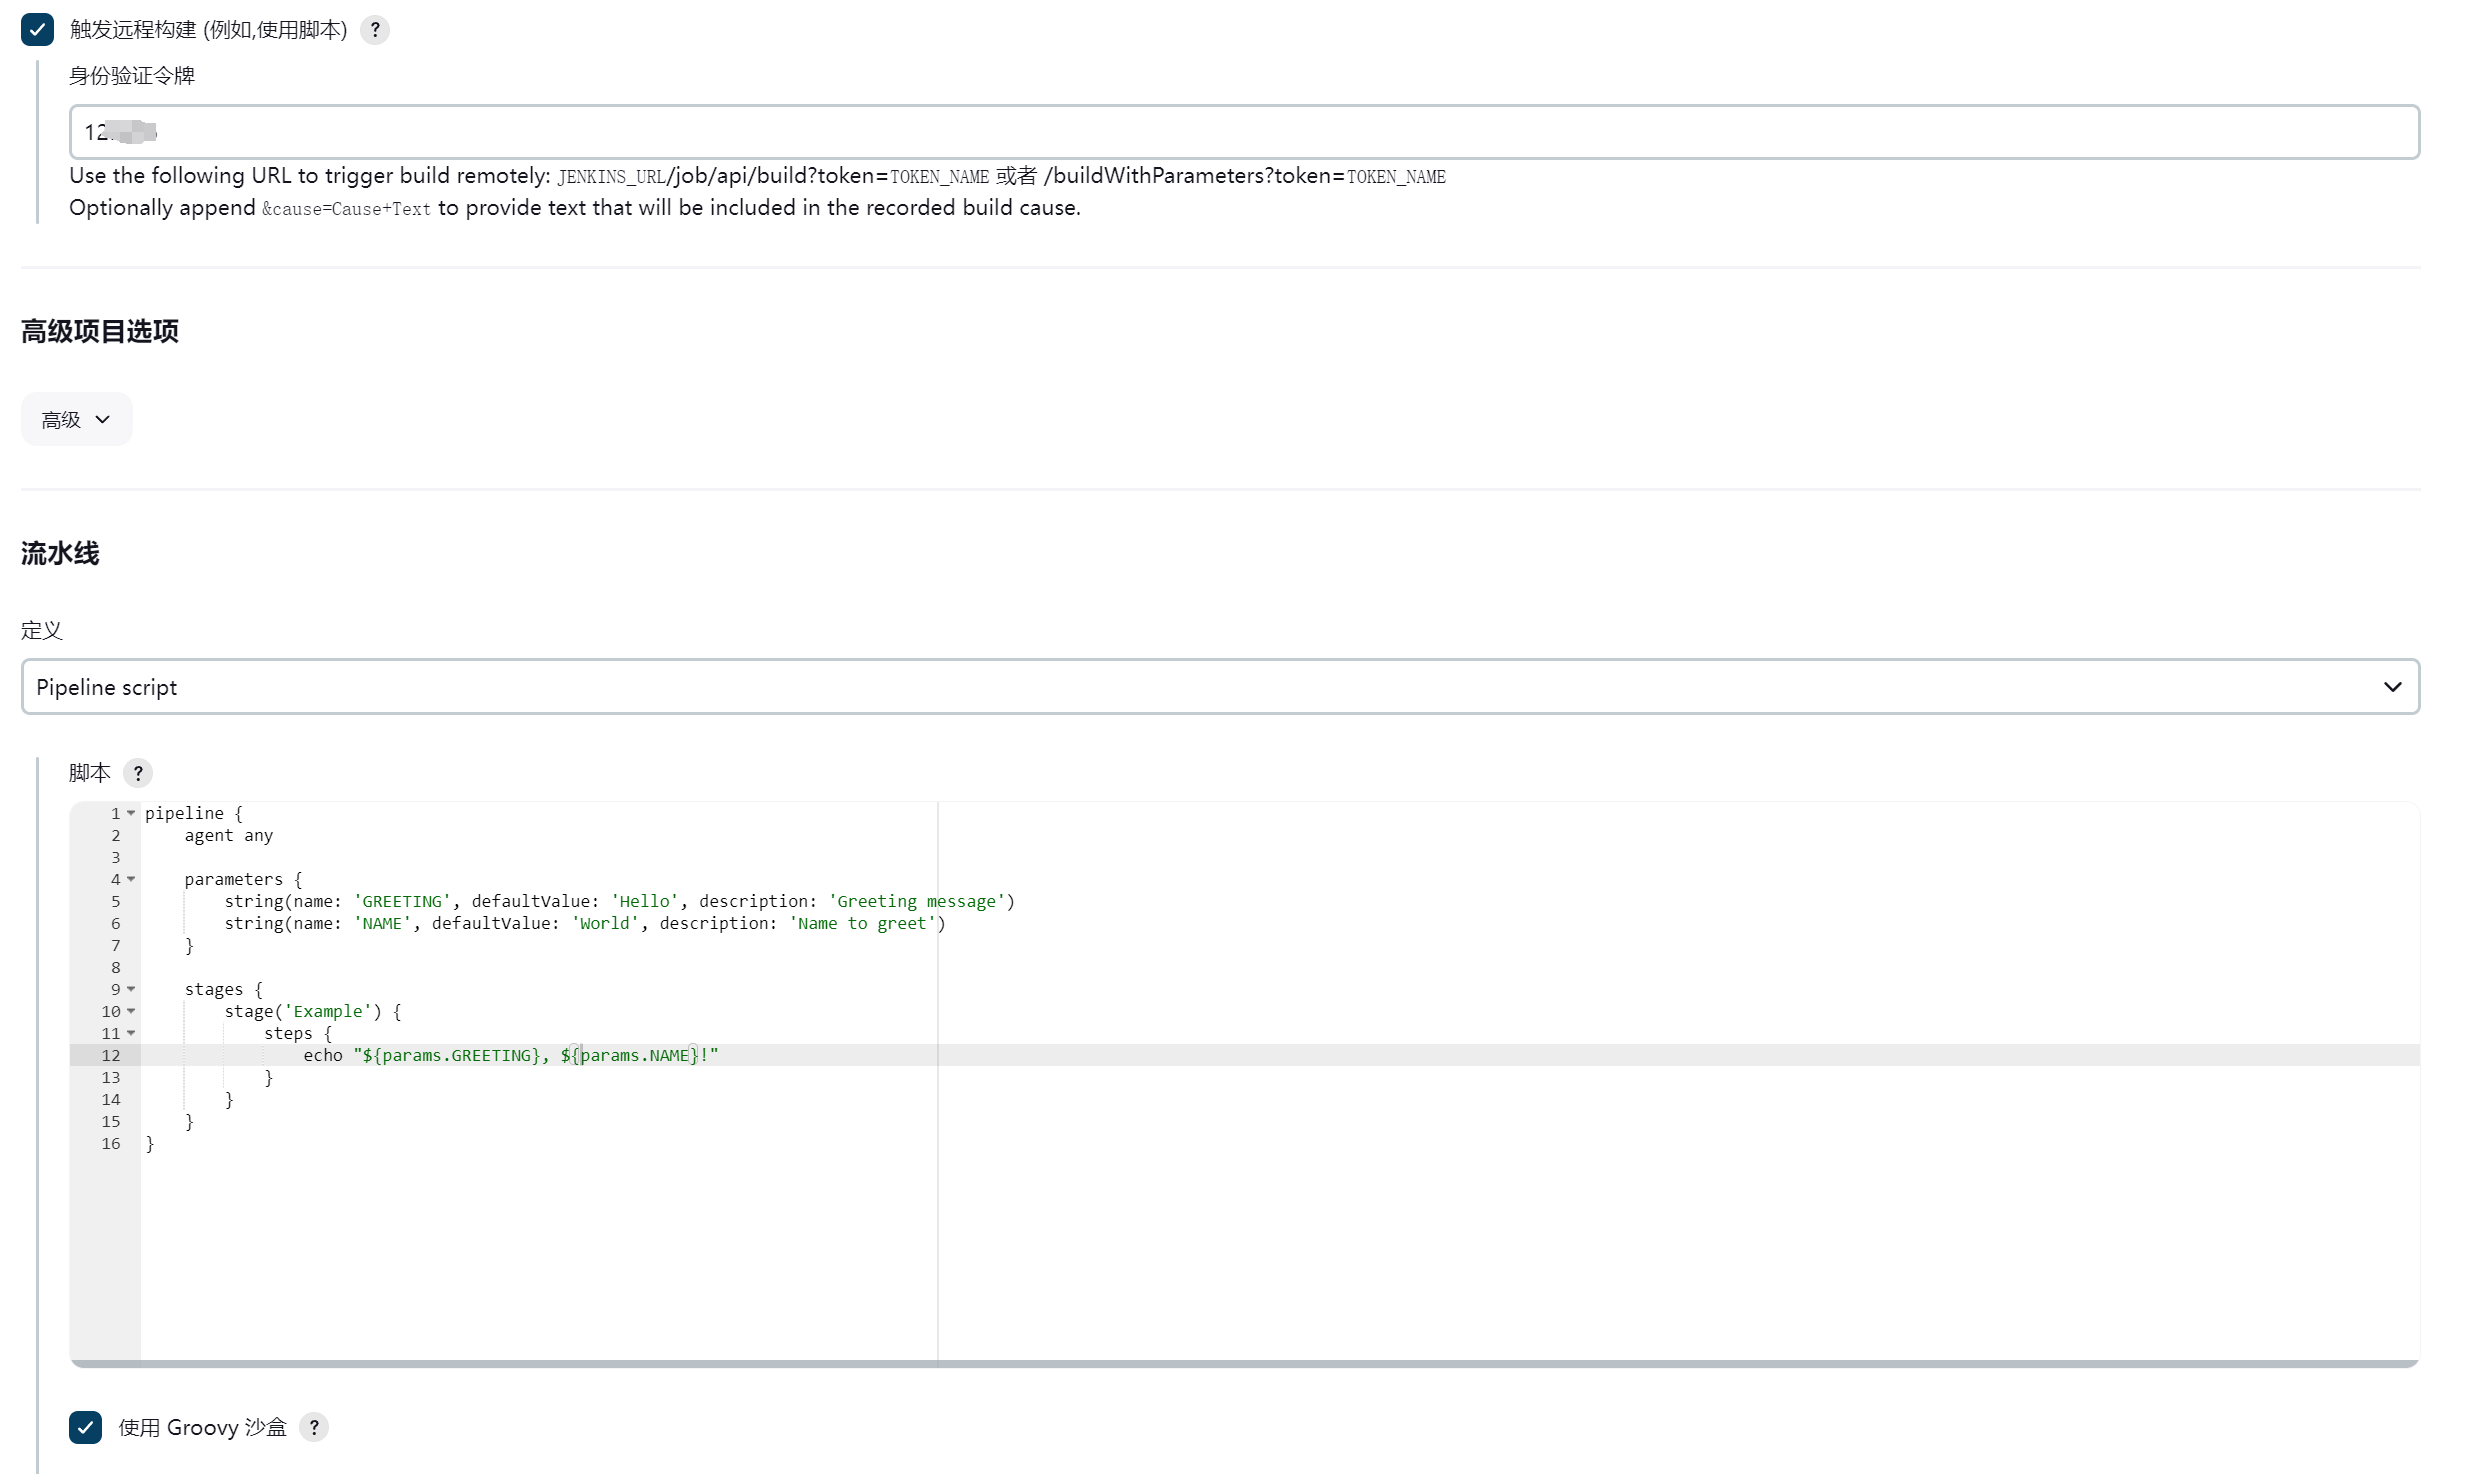 触发远程构建 (例如,使用脚本) ?
身份验证令牌
12
Use the following URL to trigger build remotely: JENKINS_URL/job/api/build?token=TOKEN_NAME 或者 /buildWithParameters?token=TOKEN_NAME
Optionally append &cause=Cause+Text to provide text that will be included in the recorded build cause.
高级项目选项
高级
流水线
定义
Pipeline script
脚本 ?
1 pipeline {
2     agent any
3
4     parameters {
5         string(name: 'GREETING', defaultValue: 'Hello', description: 'Greeting message')
6         string(name: 'NAME', defaultValue: 'World', description: 'Name to greet')
7     }
8
9     stages {
10         stage('Example') {
11             steps {
12                 echo "${params.GREETING}, ${params.NAME}!"
13             }
14         }
15     }
16 }
使用 Groovy 沙盒 ?